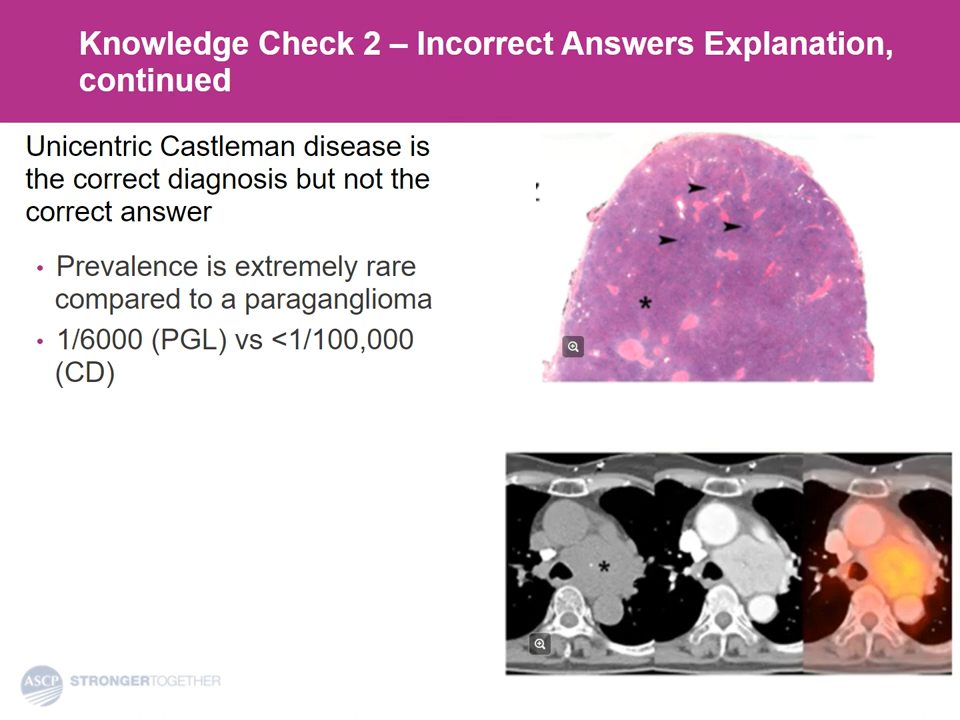 Knowledge Check 2 – Incorrect Answers Explanation,
continued
Unicentric Castleman disease is
the correct diagnosis but not the
correct answer
• Prevalence is extremely rare
compared to a paraganglioma
• 1/6000 (PGL) vs <1/100,000
(CD)
*
*
ASCP STRONGERTOGETHER